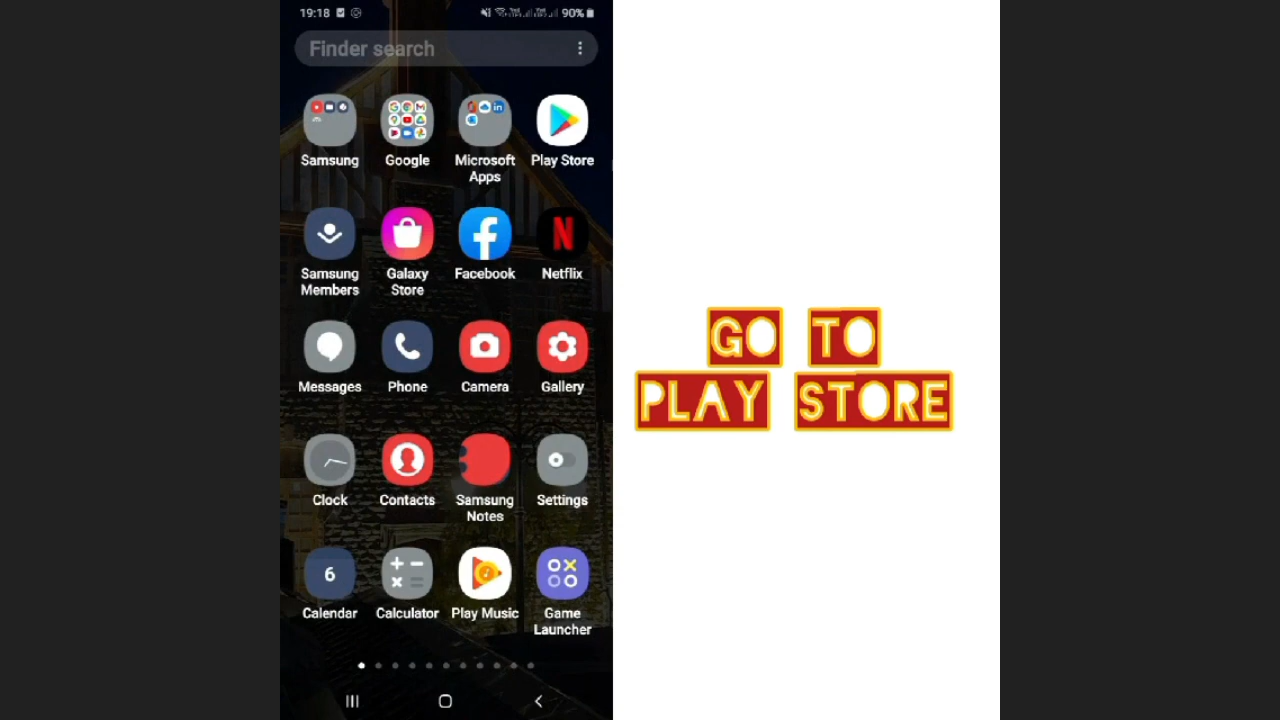 19:18
90%
Finder search
Samsung
Google
Microsoft
Apps
Play Store
Samsung
Members
Galaxy
Store
Facebook
N
Netflix
Messages
Phone
Camera
Gallery
Clock
Contacts
Samsung
Notes
Settings
6
Calendar
Calculator
Play Music
Game
Launcher
GO TO
PLAY STORE